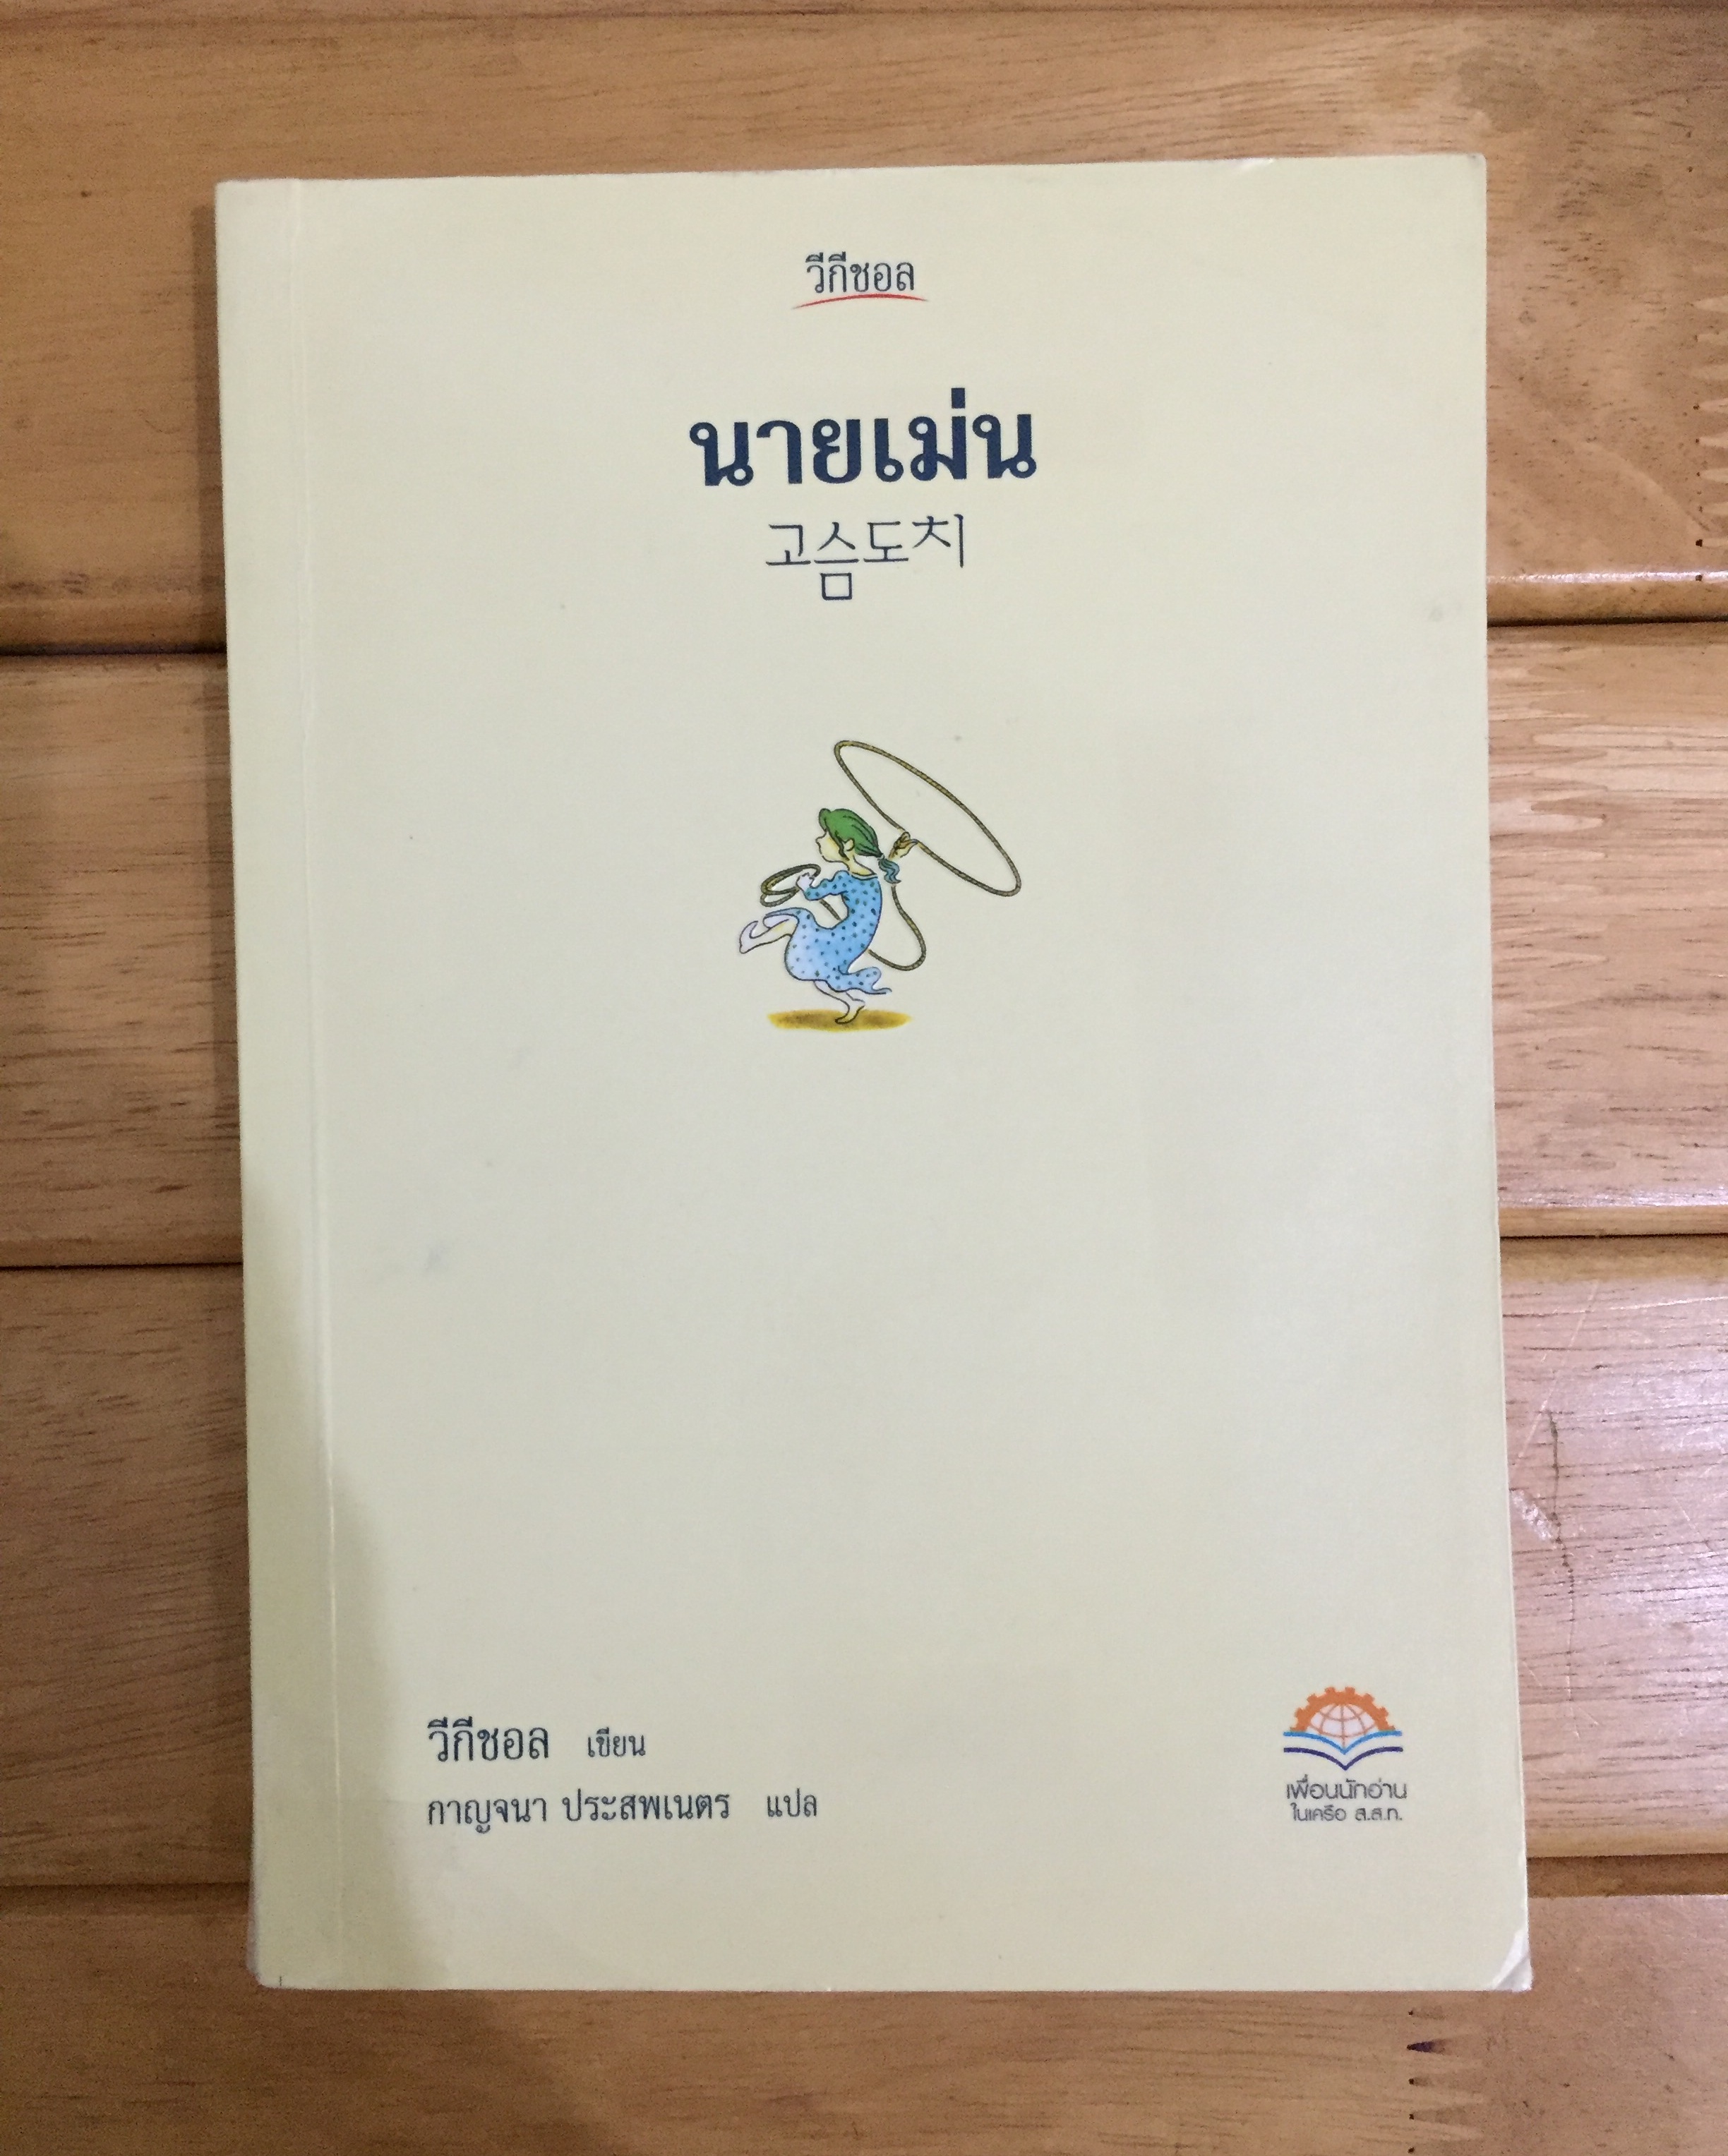 วีกีชอล
นายเม่น
고슴도치
วีกีชอล เขียน
กาญจนา ประสพเนตร แปล
เพื่อนนักอ่าน
ในเครือ ส.ส.ท.